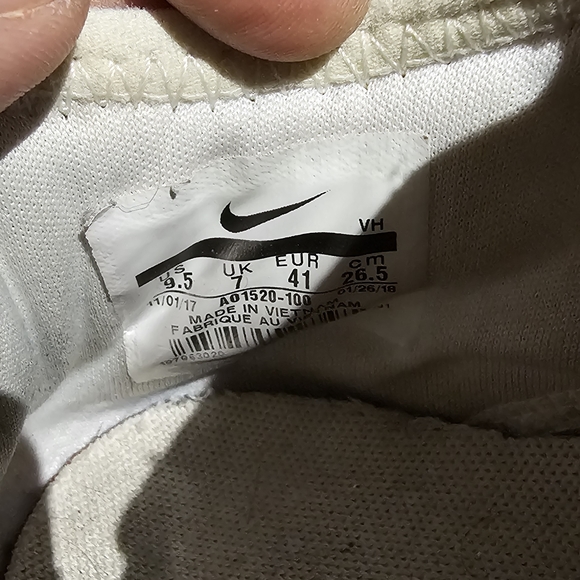 VH
US UK EUR cm
9.5 7 41 26.5
11/01/17 AO1520-100 01/26/18
MADE IN VIETNAM
FABRIQUE AU